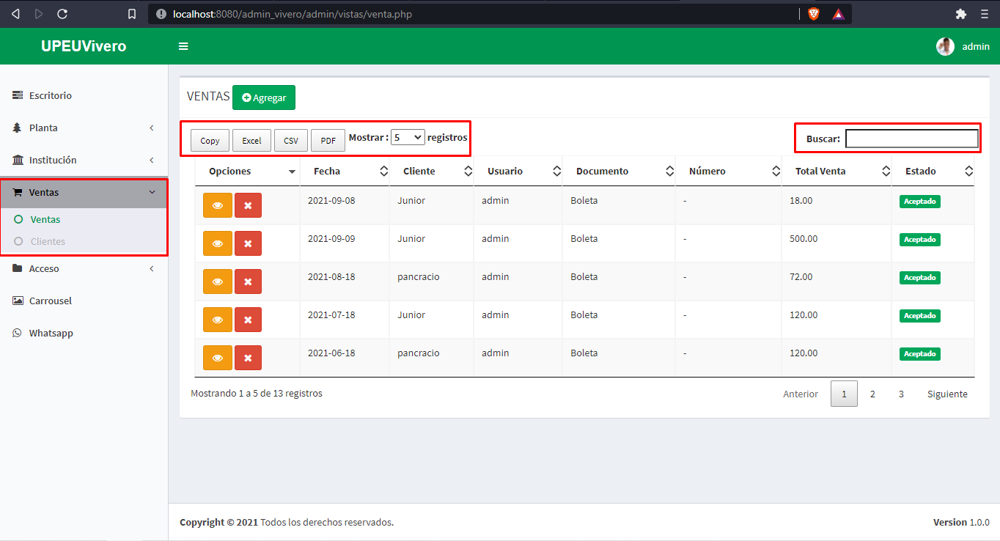 localhost:8080/admin_vivero/admin/vistas/venta.php
UPEUVivero
admin
Escritorio
Planta
Institución
Ventas
Ventas
Clientes
Acceso
Carrousel
Whatsapp
VENTAS Agregar
Copy Excel CSV PDF Mostrar : 5 registros Buscar:
Opciones Fecha Cliente Usuario Documento Número Total Venta Estado
2021-09-08 Junior admin Boleta - 18.00 Aceptado
2021-09-09 Junior admin Boleta - 500.00 Aceptado
2021-08-18 pancracio admin Boleta - 72.00 Aceptado
2021-07-18 Junior admin Boleta - 120.00 Aceptado
2021-06-18 pancracio admin Boleta - 120.00 Aceptado
Mostrando 1 a 5 de 13 registros Anterior 1 2 3 Siguiente
Copyright © 2021 Todos los derechos reservados. Version 1.0.0